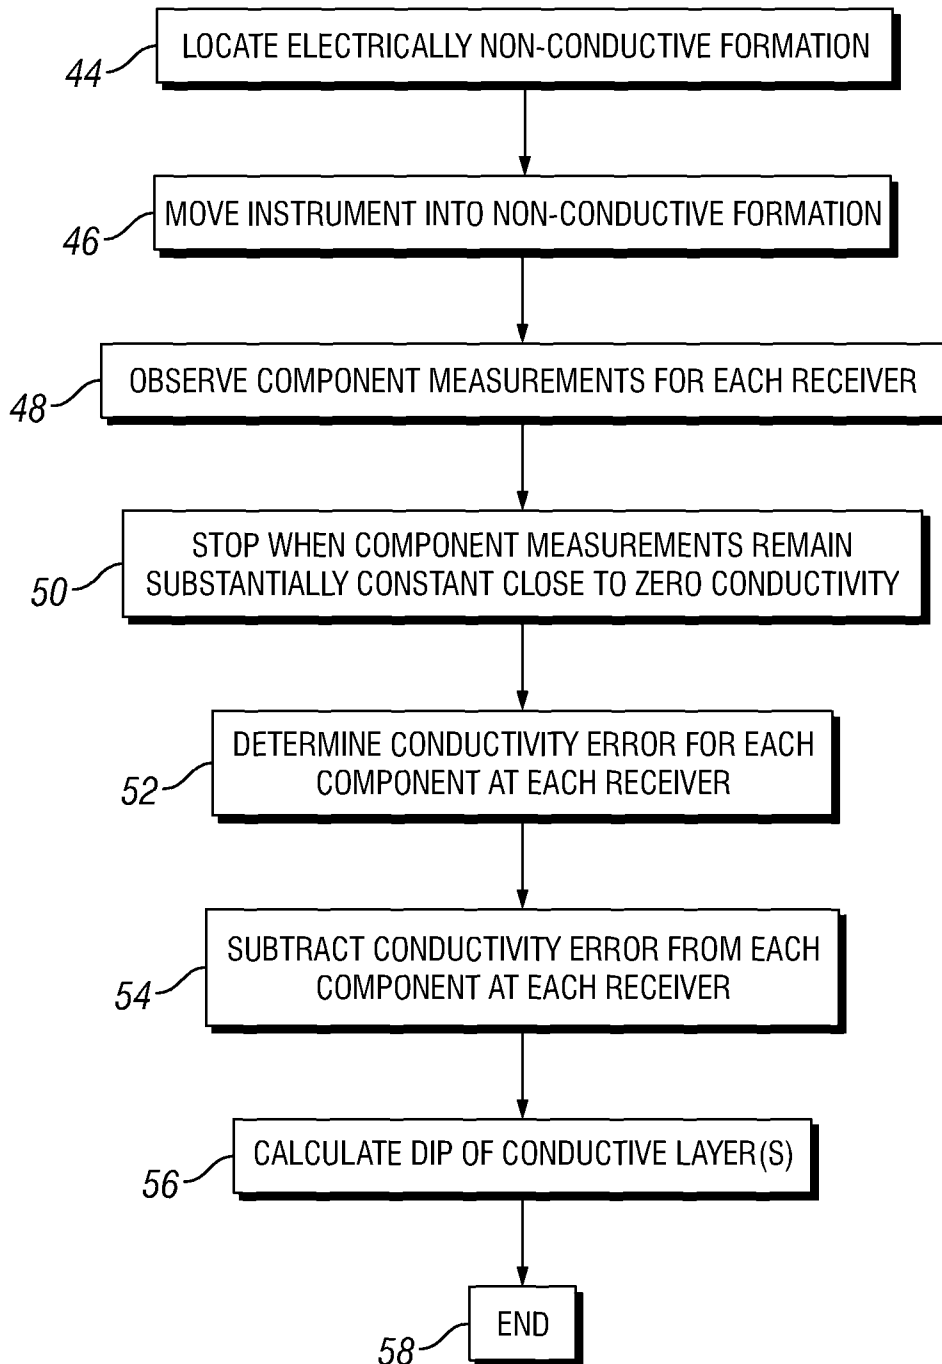 44
LOCATE ELECTRICALLY NON-CONDUCTIVE FORMATION
46
MOVE INSTRUMENT INTO NON-CONDUCTIVE FORMATION
48
OBSERVE COMPONENT MEASUREMENTS FOR EACH RECEIVER
50
STOP WHEN COMPONENT MEASUREMENTS REMAIN
SUBSTANTIALLY CONSTANT CLOSE TO ZERO CONDUCTIVITY
52
DETERMINE CONDUCTIVITY ERROR FOR EACH
COMPONENT AT EACH RECEIVER
54
SUBTRACT CONDUCTIVITY ERROR FROM EACH
COMPONENT AT EACH RECEIVER
56
CALCULATE DIP OF CONDUCTIVE LAYER(S)
58
END